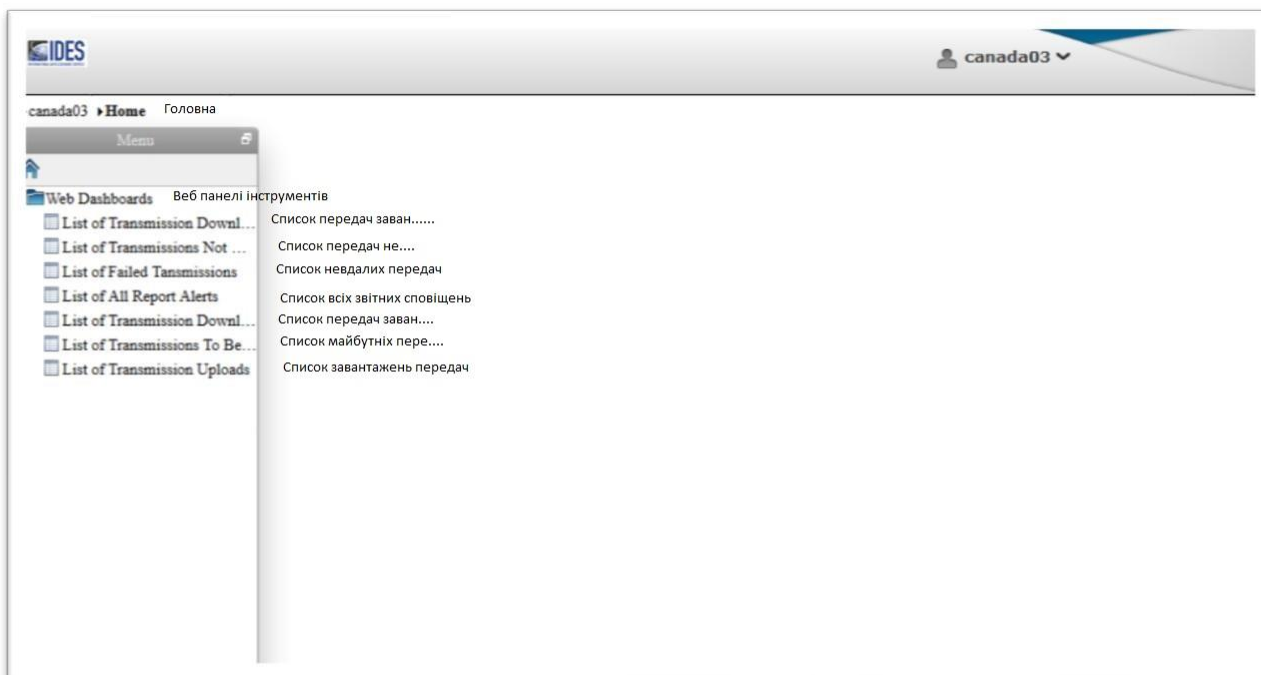 IDES
canada03
canada03 Home Головна
Menu
Web Dashboards Веб панелі інструментів
List of Transmission Downl... Список передач заван......
List of Transmissions Not ... Список передач не....
List of Failed Tansmissions Список невдалих передач
List of All Report Alerts Список всіх звітних сповіщень
List of Transmission Downl... Список передач заван....
List of Transmissions To Be... Список майбутніх пере....
List of Transmission Uploads Список завантажень передач